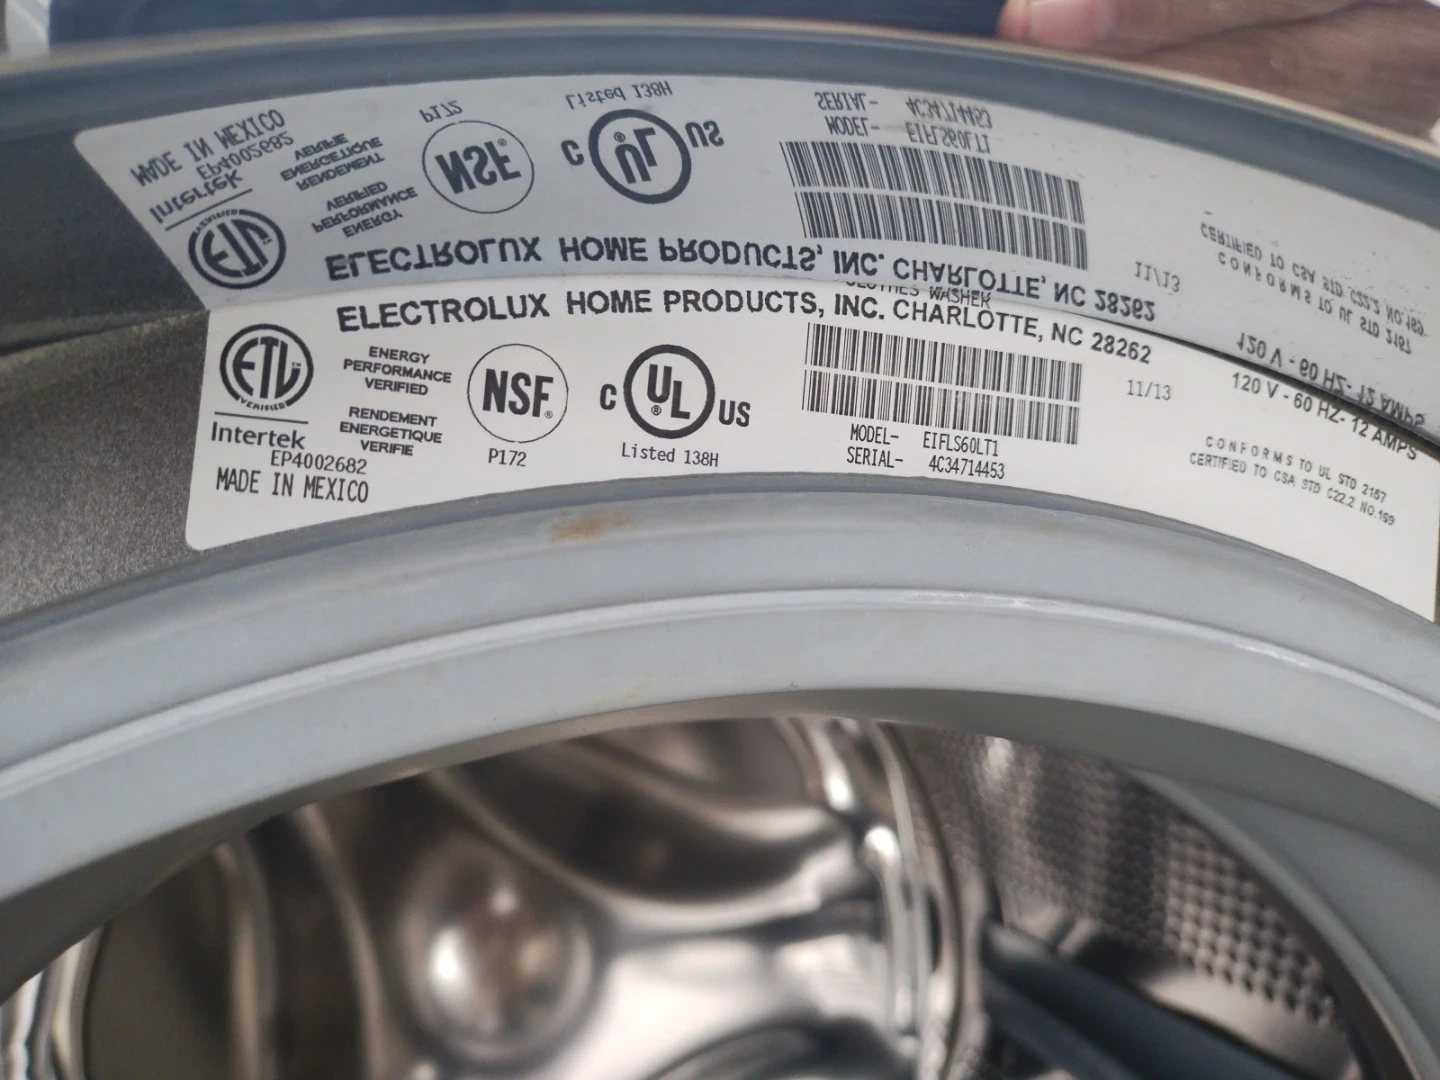 CLOTHES WASHER
ELECTROLUX HOME PRODUCTS, INC. CHARLOTTE, NC 28262
ETL
VERIFIED
Intertek
EP4002682
MADE IN MEXICO
ENERGY
PERFORMANCE
VERIFIED
RENDEMENT
ENERGETIQUE
VERIFIE
NSF®
P172
C UL® US
Listed 138H
MODEL- EIFLS60LT1
SERIAL- 4C34714453
11/13
120 V - 60 HZ- 12 AMPS
CONFORMS TO UL STD 2157
CERTIFIED TO CSA STD C22.2 NO.169